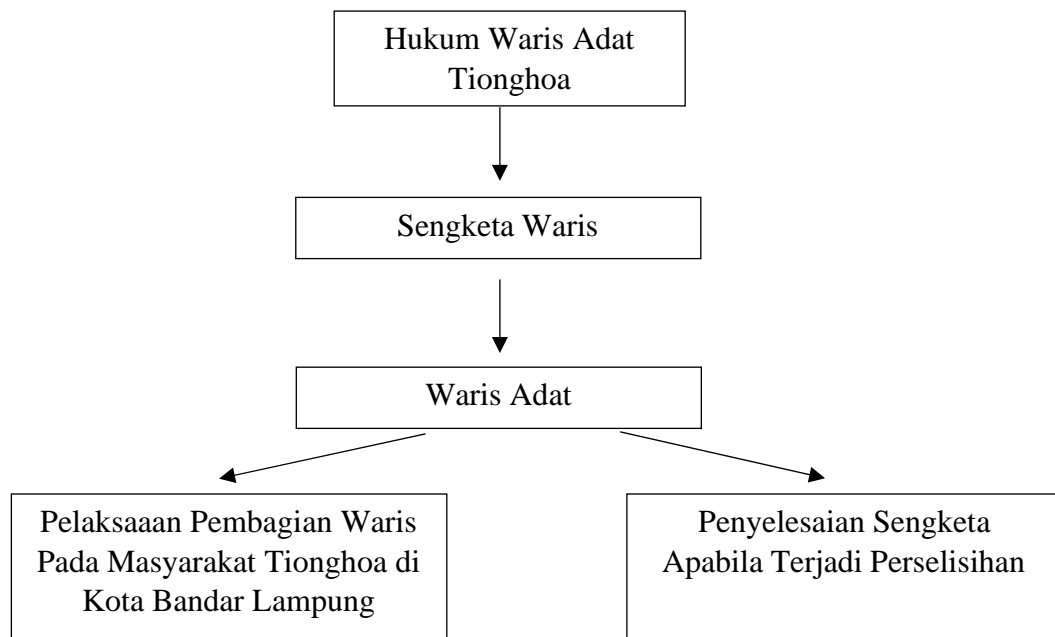 Hukum Waris Adat
Tionghoa
Sengketa Waris
Waris Adat
Pelaksaaan Pembagian Waris
Pada Masyarakat Tionghoa di
Kota Bandar Lampung
Penyelesaian Sengketa
Apabila Terjadi Perselisihan